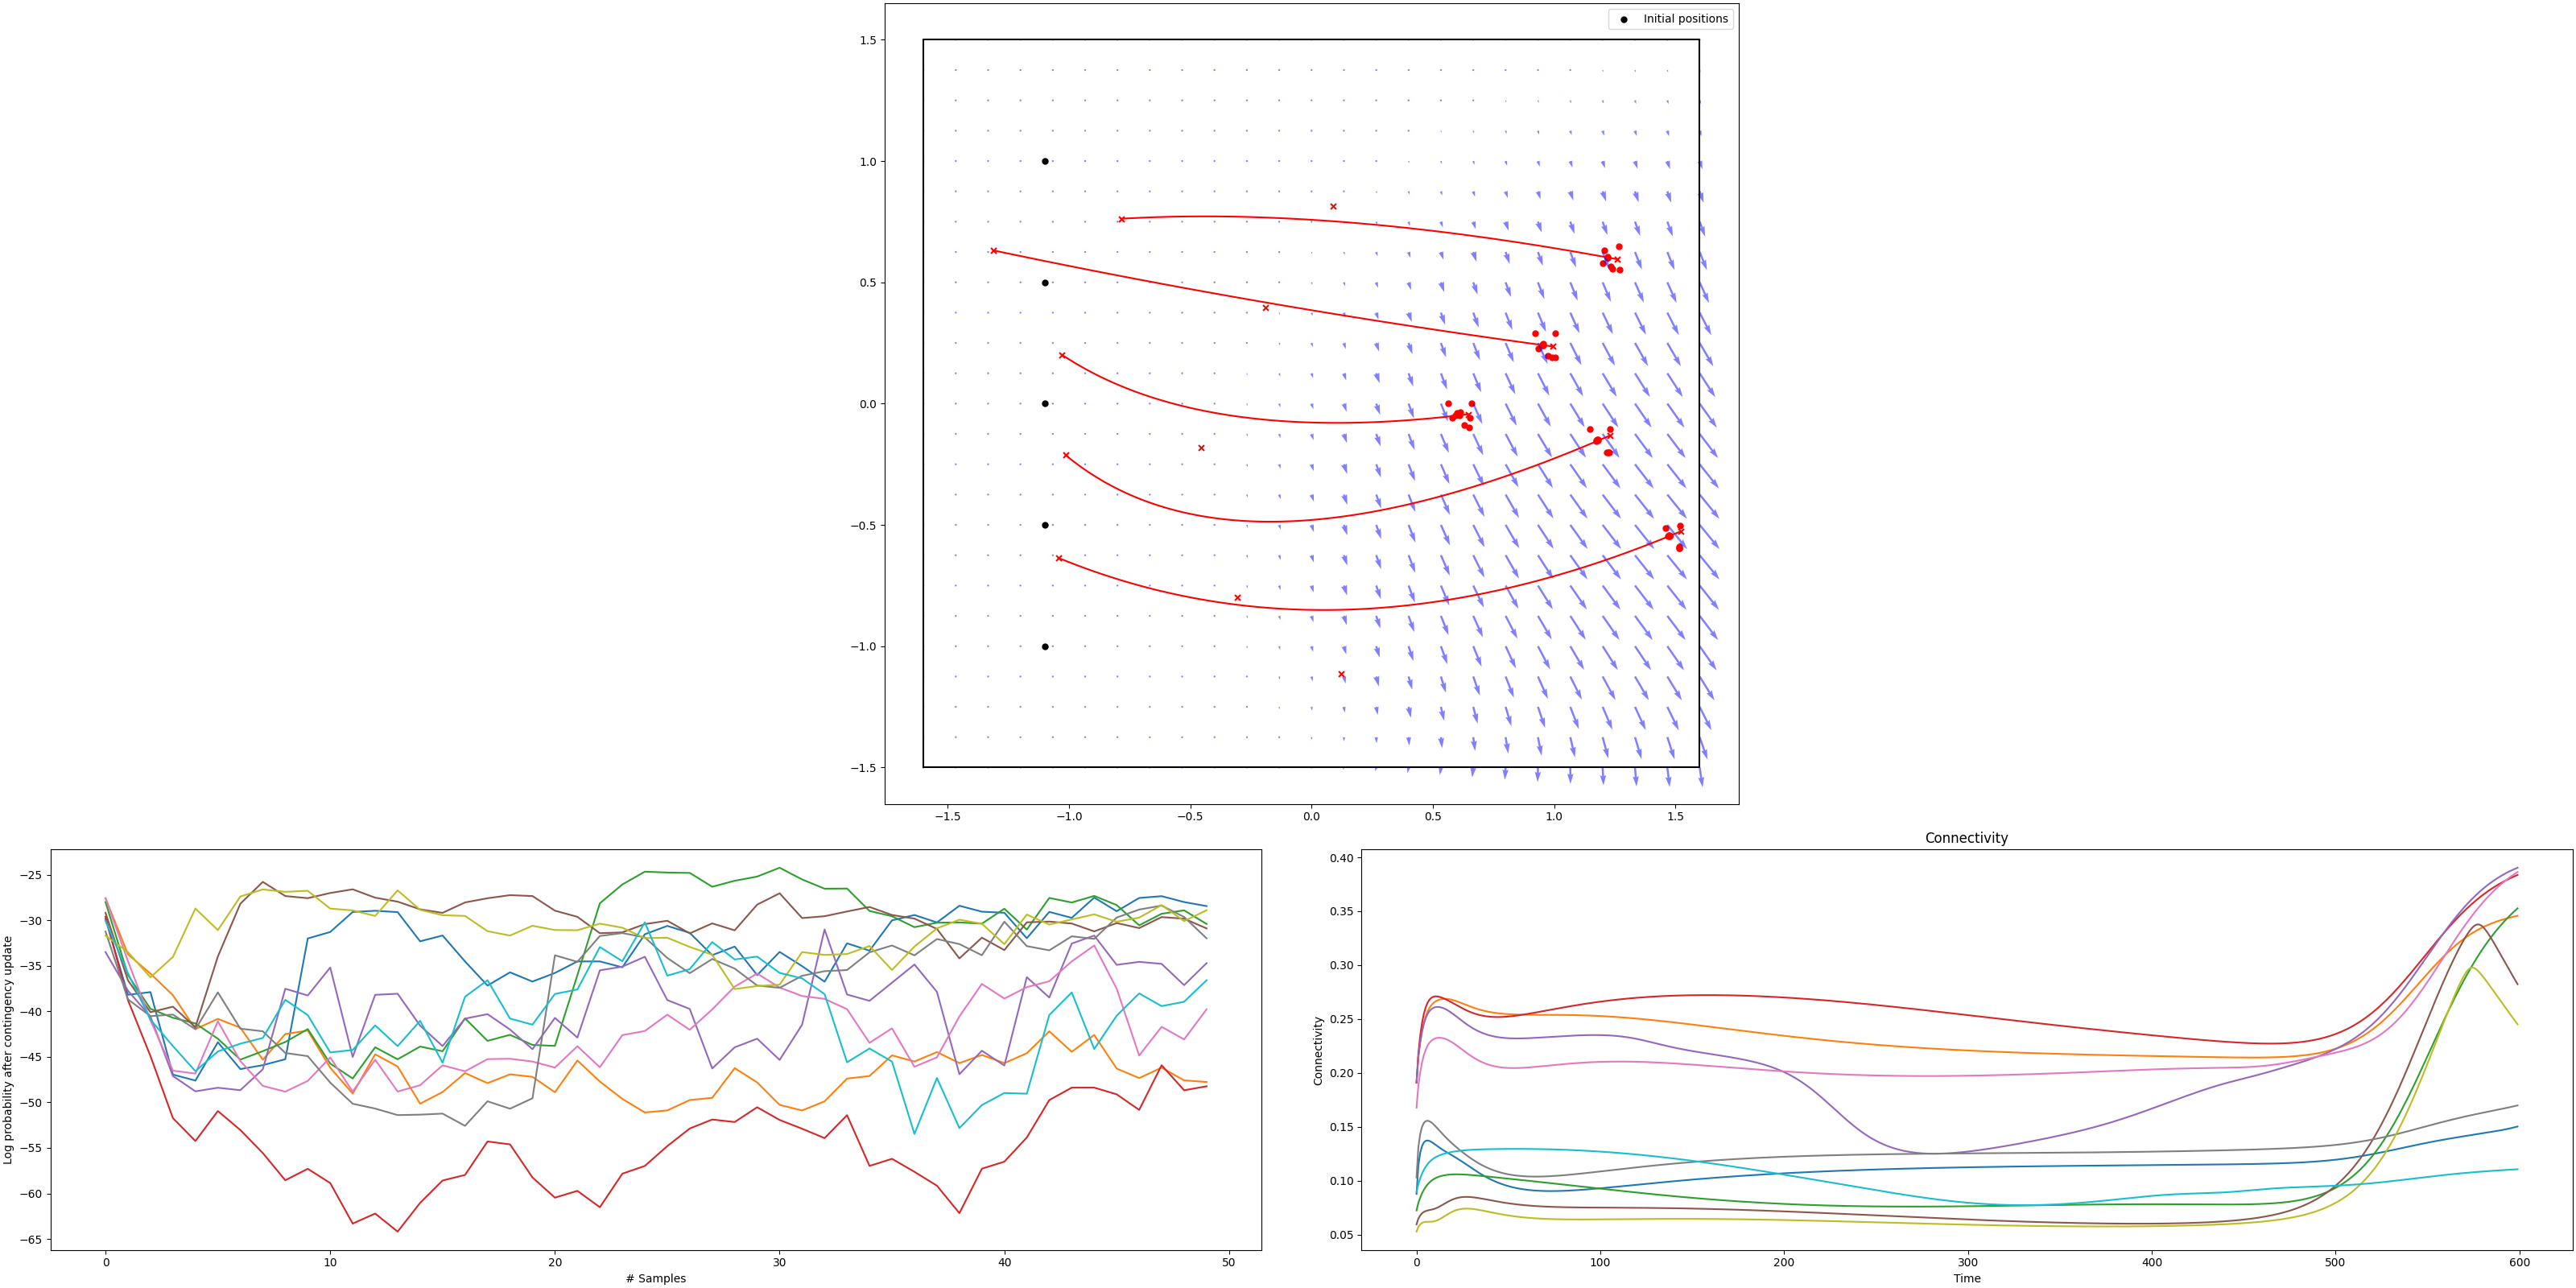 Initial positions
1.5
1.0
0.5
0.0
−0.5
−1.0
−1.5
−1.5 −1.0 −0.5 0.0 0.5 1.0 1.5
Log probability after contingency update
−25
−30
−35
−40
−45
−50
−55
−60
−65
0 10 20 30 40 50
# Samples
Connectivity
Connectivity
0.40
0.35
0.30
0.25
0.20
0.15
0.10
0.05
0 100 200 300 400 500 600
Time